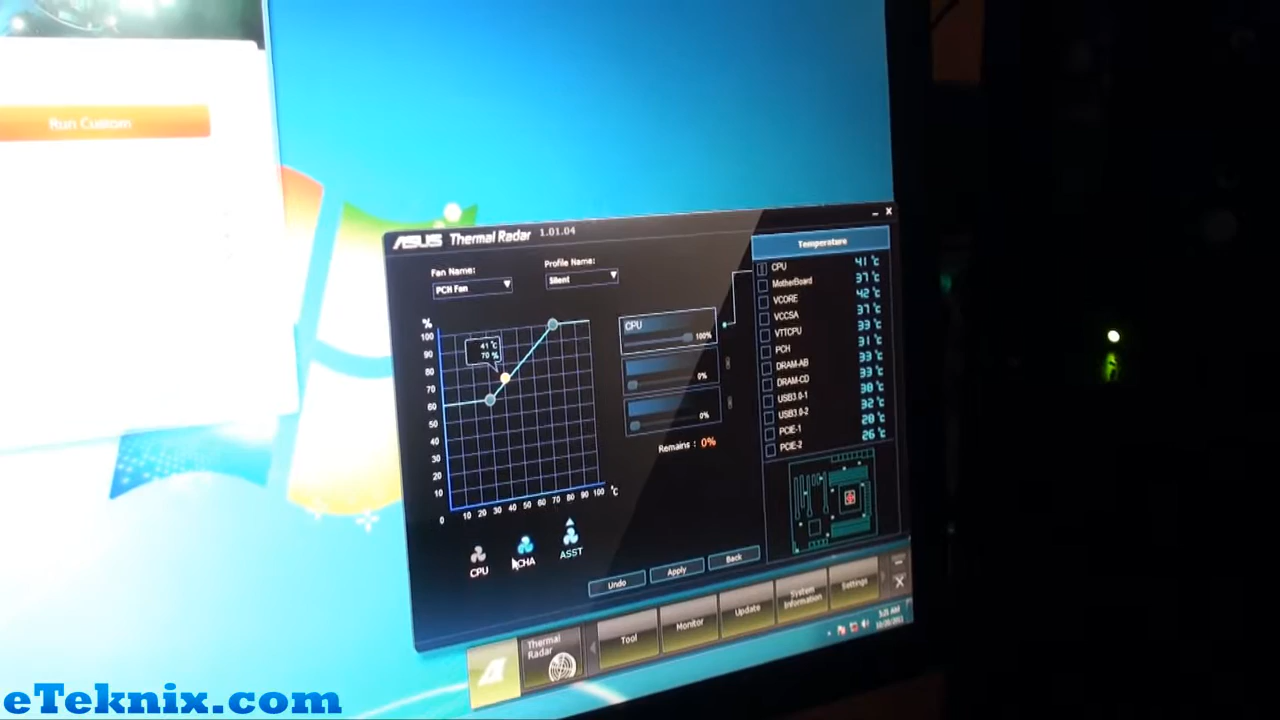 Run Custom
ASUS Thermal Radar 1.01.04
Fan Name:
PCH Fan
Profile Name:
Silent
%
100
90
80
70
60
50
40
30
20
10
0
10 20 30 40 50 60 70 80 90 100 °C
41 °C
70 %
CPU
100%
0%
0%
Remains : 0%
CPU
CHA
ASST
Undo
Apply
Back
Temperature
CPU 41 °C
MotherBoard 37 °C
VCORE 42 °C
VCCSA 37 °C
VTTCPU 33 °C
PCH 31 °C
DRAM-AB 33 °C
DRAM-CD 33 °C
USB3.0-1 38 °C
USB3.0-2 32 °C
PCIE-1 28 °C
PCIE-2 26 °C
Thermal
Radar
Tool
Monitor
Update
System
Information
Settings
eTeknix.com